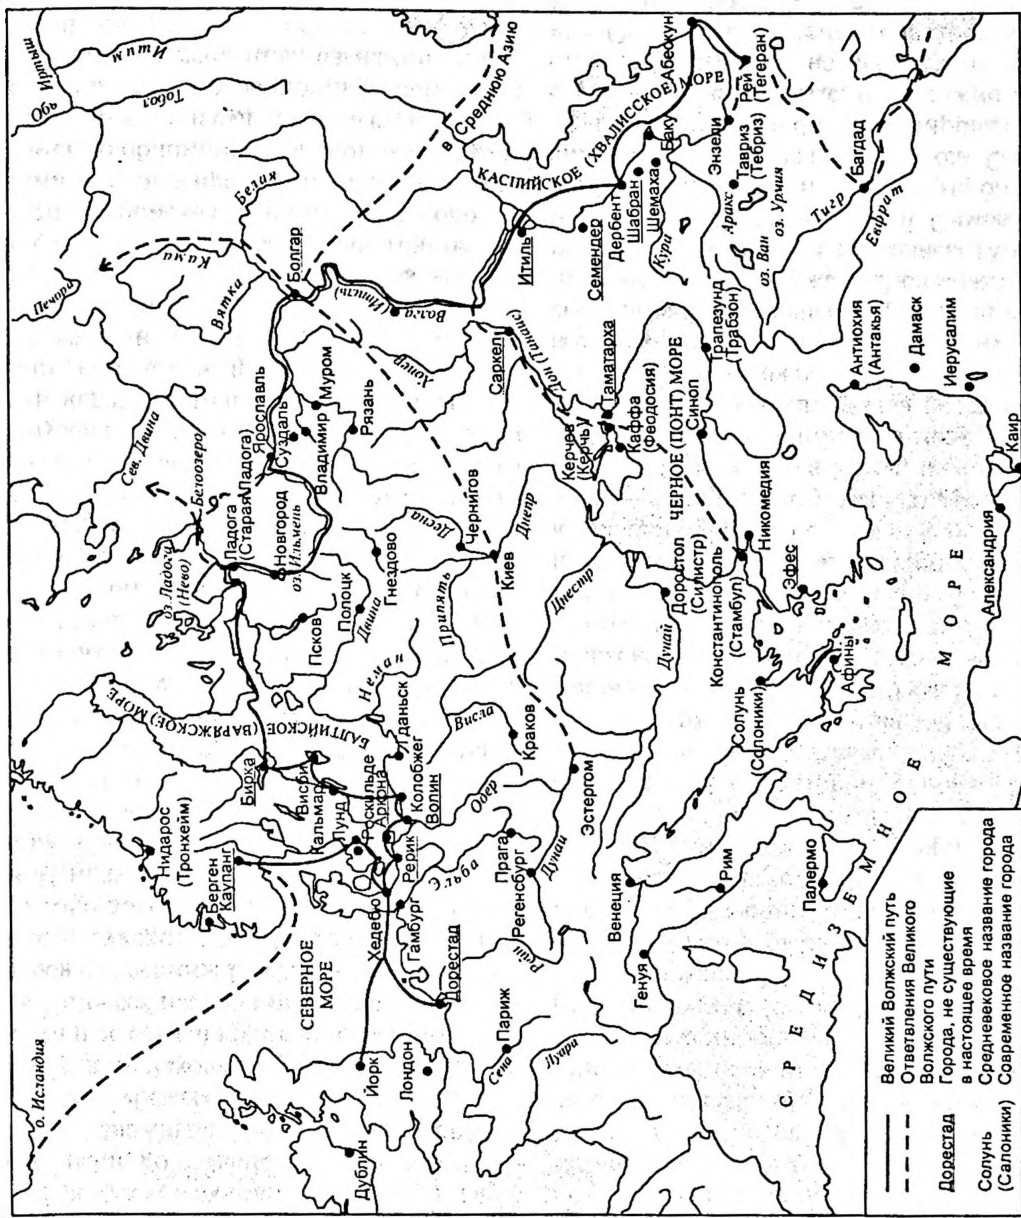 о. Исландия
СЕВЕРНОЕ
МОРЕ
Дублин
Йорк
Лондон
Париж
Сена
Луара
Дорестад
Гамбург
Хедебю
Рерик
Нидарос
(Тронхейм)
Берген
Каупанг
Бирка
Висри
Кальмар
Лунд
Роскильде
Аркона
Волин
Колобжег
Гданьск
БАЛТИЙСКОЕ (ВАРЯЖСКОЕ) МОРЕ
Неман
Висла
Одер
Эльба
Рейн
Прага
Регенсбург
Дунай
Краков
Эстергом
Венеция
Генуя
Рим
Палермо
оз. Ладога
(Нево)
Белоозеро
Сев. Двина
Печора
Ладога
(Старая Ладога)
Новгород
оз. Ильмень
Псков
Полоцк
Двина
Гнездово
Десна
Чернигов
Киев
Днепр
Припять
Днестр
Дунай
Ярославль
Суздаль
Владимир
Муром
Рязань
Вятка
Кама
Белик
Болгар
Волга
(Итиль)
Хопер
Саркел
Дон (Танаис)
Обь
Иртыш
Ишим
Тобол
в Среднюю Азию
Итиль
Семендер
КАСПИЙСКОЕ (ХВАЛИССКОЕ) МОРЕ
Дербент
Шабран
Шемаха
Баку
Абескун
Кура
Аракс
Энзели
Тавриз
(Тебриз)
Рей
(Тегеран)
оз. Ван
оз. Урмия
Тигр
Евфрат
Багдад
Таматарха
Керчев
(Керчь)
Каффа
(Феодосия)
ЧЕРНОЕ (ПОНТ) МОРЕ
Синоп
Трапезунд
(Трабзон)
Доростол
(Силистр)
Константинополь
(Стамбул)
Никомедия
Эфес
Солунь
(Солоники)
Афины
Антиохия
(Антакья)
Дамаск
Иерусалим
Каир
Александрия
СРЕДИЗЕМНОЕ МОРЕ
Великий Волжский путь
Ответвления Великого
Волжского пути
Дорестад Города, не существующие
в настоящее время
Солунь Средневековое название города
(Салоники) Современное название города